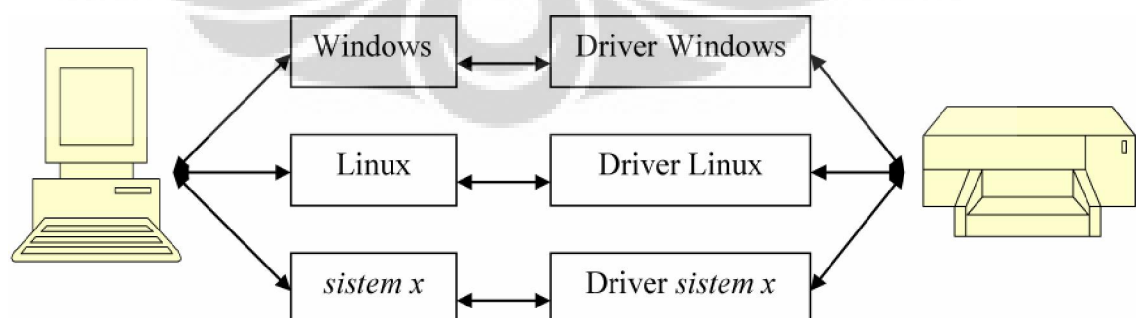 Windows
Driver Windows
Linux
Driver Linux
sistem x
Driver sistem x